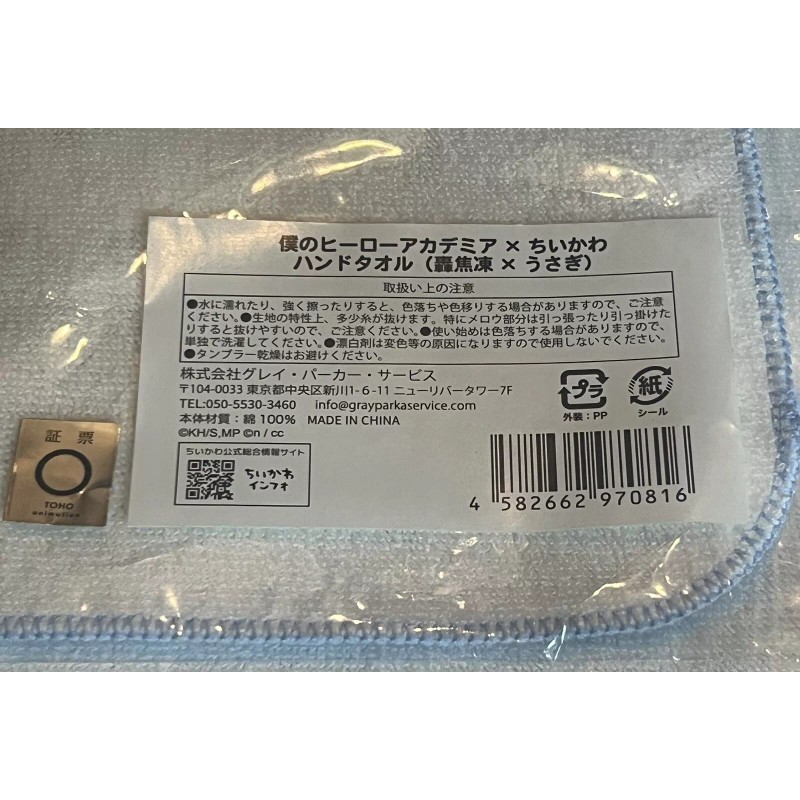 僕のヒーローアカデミア × ちいかわ
ハンドタオル（轟焦凍 × うさぎ）
取扱い上の注意
●水に濡れたり、強く擦ったりすると、色落ちや色移りする場合がありますので、ご注意
ください。●生地の特性上、多少糸が抜けます。特にメロウ部分は引っ張ったり引っ掛けた
りすると抜けやすいので、ご注意ください。●使い始めは色落ちする場合がありますので、
単独で洗濯してください。●漂白剤は変色等の原因になりますので使用しないでください。
●タンブラー乾燥はお避けください。
株式会社グレイ・パーカー・サービス
〒104-0033 東京都中央区新川1-6-11 ニューリバータワー7F
TEL:050-5530-3460 info@grayparkaservice.com
本体材質：綿 100% MADE IN CHINA
©KH/S,MP ©n / cc
プラ
外装：PP
紙
シール
ちいかわ公式総合情報サイト
ちいかわ
インフォ
4 582662 970816
証 票
TOHO
animation